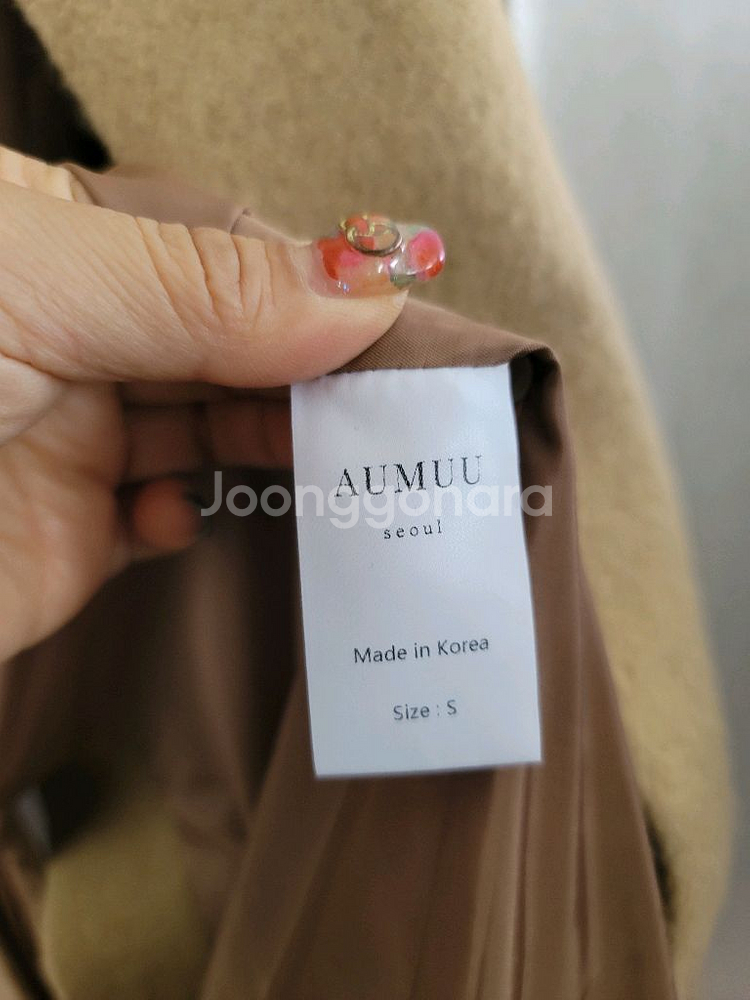 AUMUU
Joonggonara
seoul
Made in Korea
Size : S